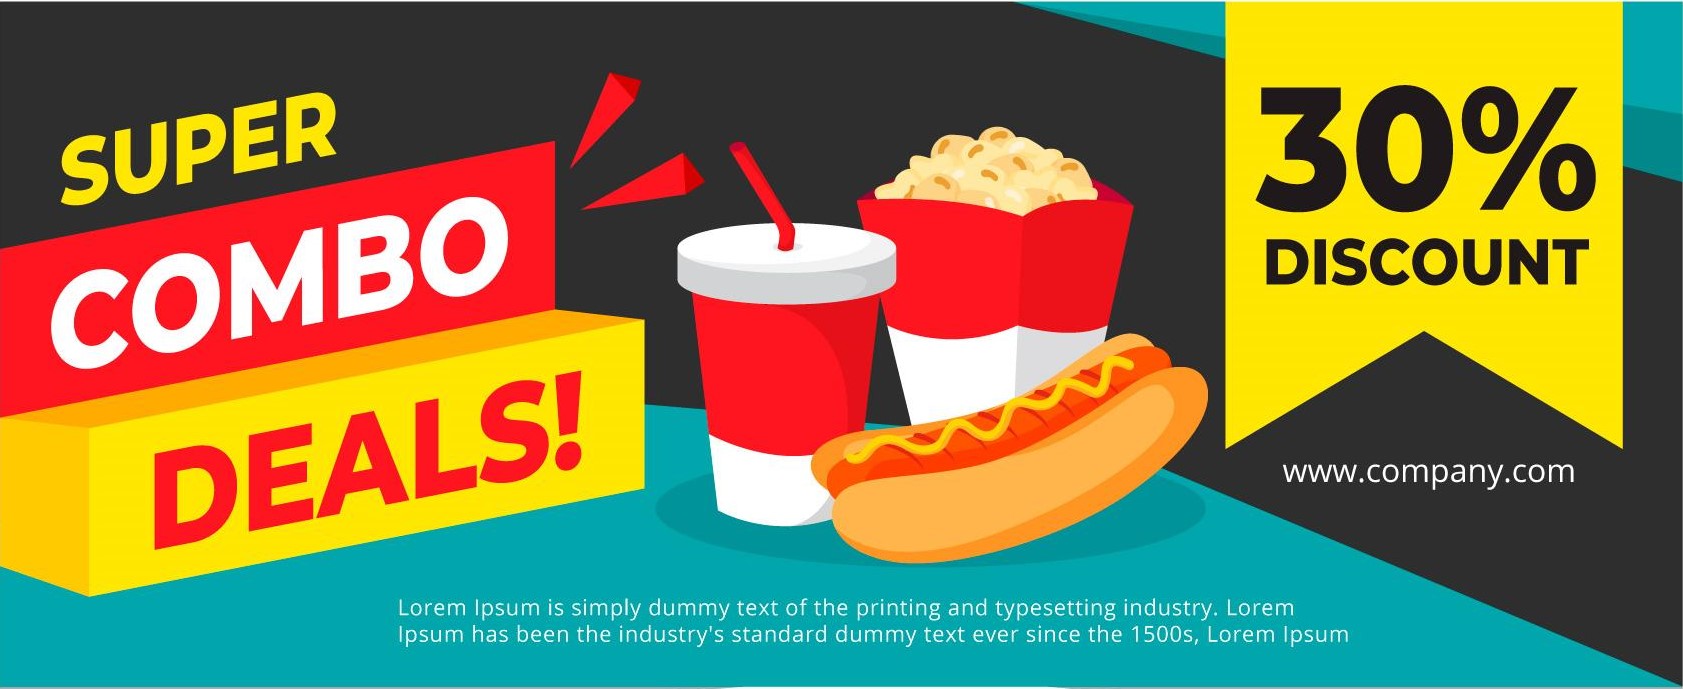 SUPER
COMBO
DEALS!
30%
DISCOUNT
www.company.com
Lorem Ipsum is simply dummy text of the printing and typesetting industry. Lorem
Ipsum has been the industry's standard dummy text ever since the 1500s, Lorem Ipsum